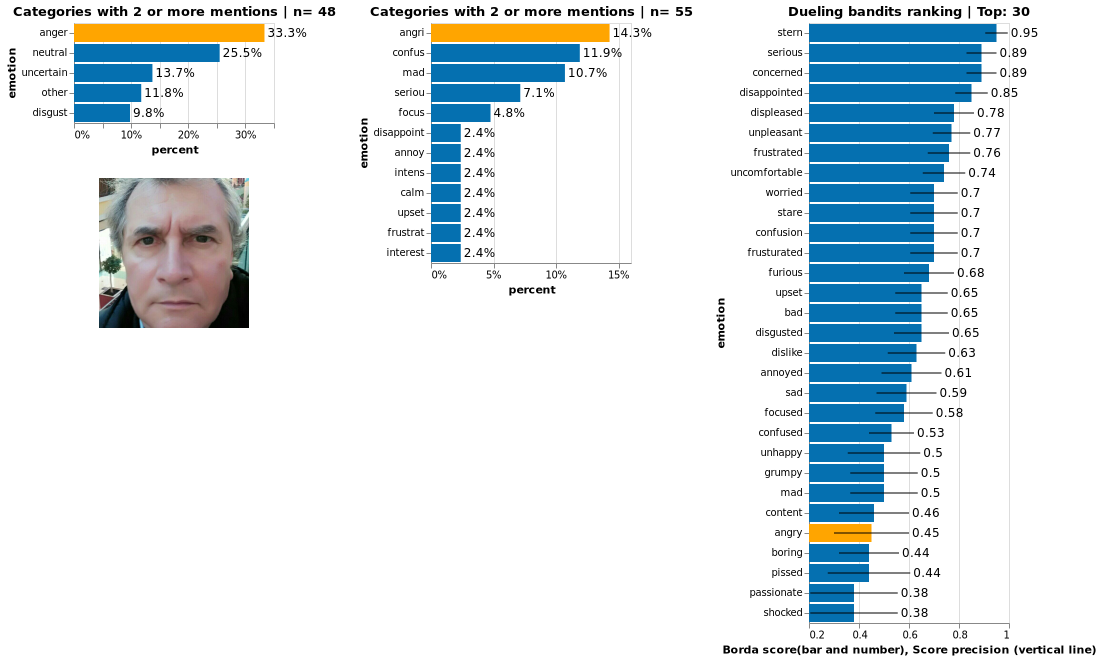 Categories with 2 or more mentions | n= 48
emotion
anger 33.3%
neutral 25.5%
uncertain 13.7%
other 11.8%
disgust 9.8%
0% 10% 20% 30%
percent
Categories with 2 or more mentions | n= 55
emotion
angri 14.3%
confus 11.9%
mad 10.7%
seriou 7.1%
focus 4.8%
disappoint 2.4%
annoy 2.4%
intens 2.4%
calm 2.4%
upset 2.4%
frustrat 2.4%
interest 2.4%
0% 5% 10% 15%
percent
Dueling bandits ranking | Top: 30
emotion
stern 0.95
serious 0.89
concerned 0.89
disappointed 0.85
displeased 0.78
unpleasant 0.77
frustrated 0.76
uncomfortable 0.74
worried 0.7
stare 0.7
confusion 0.7
frusturated 0.7
furious 0.68
upset 0.65
bad 0.65
disgusted 0.65
dislike 0.63
annoyed 0.61
sad 0.59
focused 0.58
confused 0.53
unhappy 0.5
grumpy 0.5
mad 0.5
content 0.46
angry 0.45
boring 0.44
pissed 0.44
passionate 0.38
shocked 0.38
0.2 0.4 0.6 0.8 1
Borda score(bar and number), Score precision (vertical line)